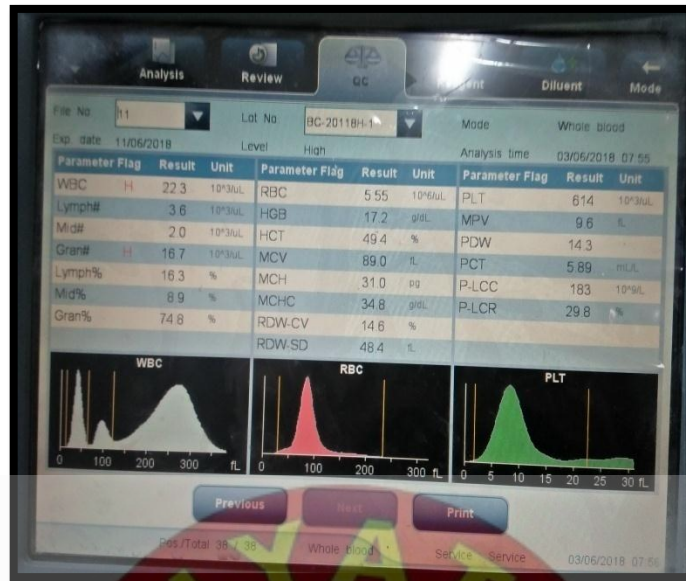 Analysis Review QC Diluent Mode
File No 11 Lot No BC-20118H-1 Mode Whole blood
Exp. date 11/06/2018 Level High Analysis time 03/06/2018 07:55
Parameter Flag Result Unit Parameter Flag Result Unit Parameter Flag Result Unit
WBC H 22.3 10^3/uL RBC 5.55 10^6/uL PLT 614 10^3/uL
Lymph# 3.6 10^3/uL HGB 17.2 g/dL MPV 9.6 fL
Mid# 2.0 10^3/uL HCT 49.4 % PDW 14.3
Gran# H 16.7 10^3/uL MCV 89.0 fL PCT 5.89 mL/L
Lymph% 16.3 % MCH 31.0 pg P-LCC 183 10^9/L
Mid% 8.9 % MCHC 34.8 g/dL P-LCR 29.8 %
Gran% 74.8 % RDW-CV 14.6 %
RDW-SD 48.4 fL
WBC RBC PLT
0 100 200 300 fL 0 100 200 300 fL 0 5 10 15 20 25 30 fL
Previous Next Print
Pos./Total 38 / 38 Whole blood Service Service 03/06/2018 07:56